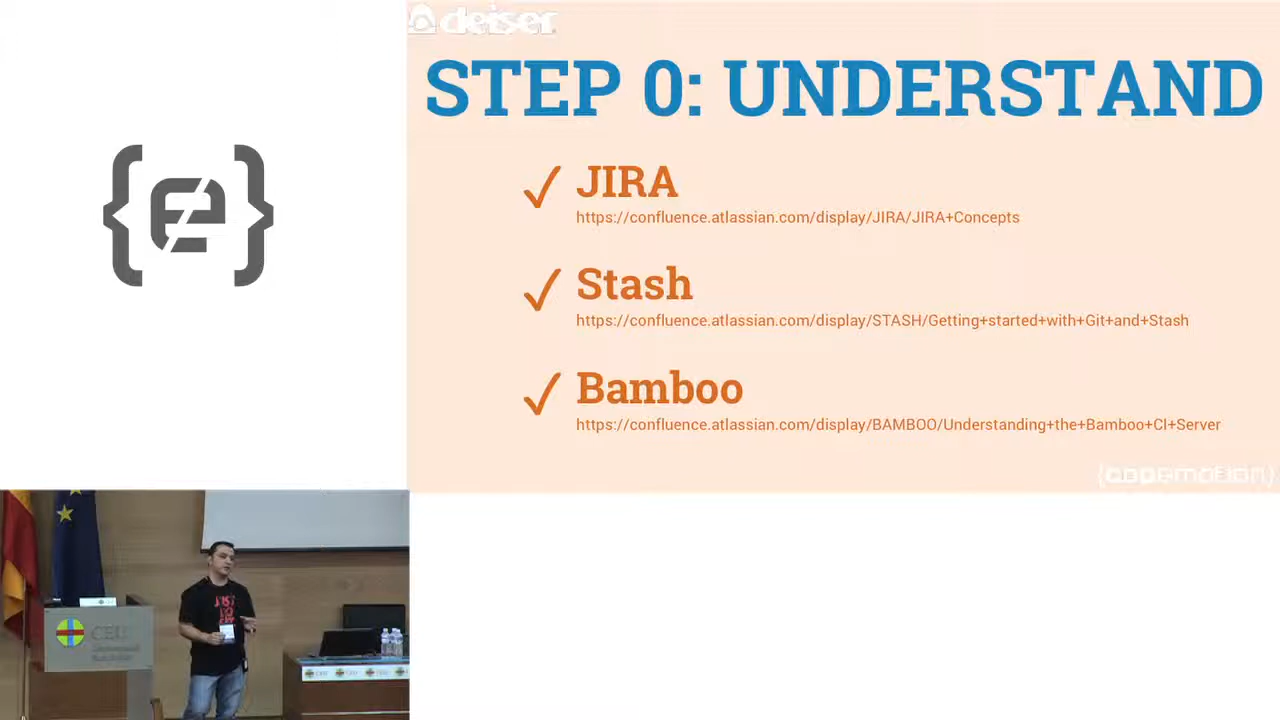 deiser
STEP 0: UNDERSTAND
✓ JIRA
https://confluence.atlassian.com/display/JIRA/JIRA+Concepts
✓ Stash
https://confluence.atlassian.com/display/STASH/Getting+started+with+Git+and+Stash
✓ Bamboo
https://confluence.atlassian.com/display/BAMBOO/Understanding+the+Bamboo+CI+Server
{codemotion}
{e}
JUST
CEU